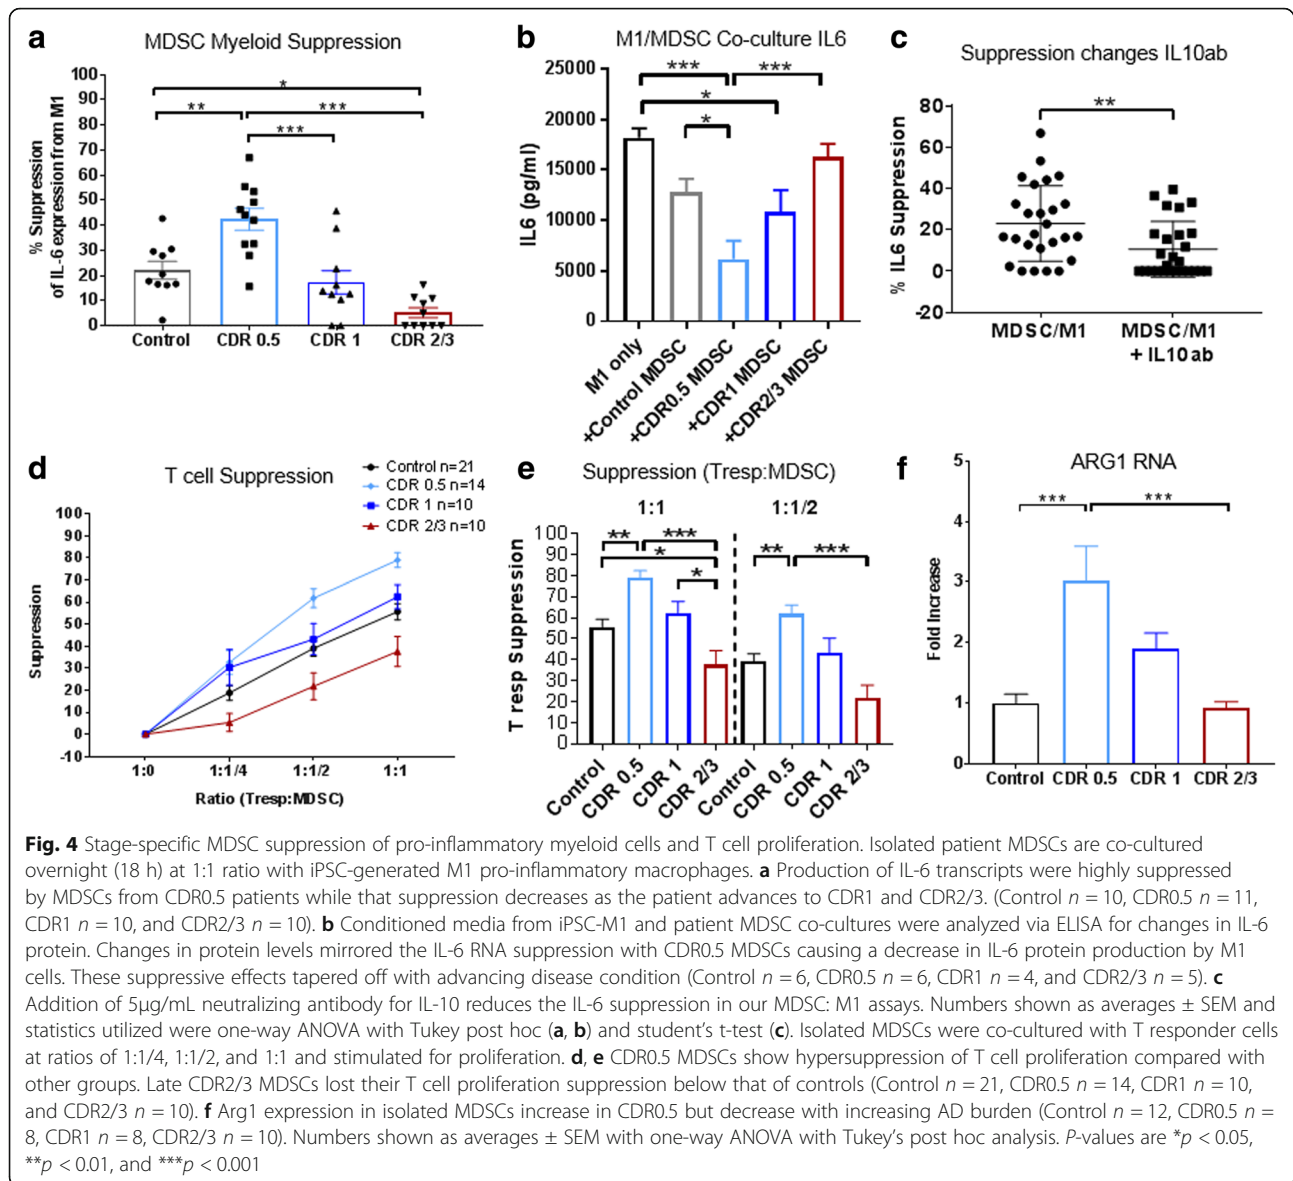 a
MDSC Myeloid Suppression
% Suppression
of IL-6 expression from M1
100
90
80
70
60
50
40
30
20
10
0
*
**
***
***
Control
CDR 0.5
CDR 1
CDR 2/3
b
M1/MDSC Co-culture IL6
IL6 (pg/ml)
25000
20000
15000
10000
5000
0
***
***
*
*
M1 only
+Control MDSC
+CDR0.5 MDSC
+CDR1 MDSC
+CDR2/3 MDSC
c
Suppression changes IL10ab
% IL6 Suppression
80
60
40
20
0
-20
**
MDSC/M1
MDSC/M1
+ IL10ab
d
T cell Suppression
Control n=21
CDR 0.5 n=14
CDR 1 n=10
CDR 2/3 n=10
Suppression
100
90
80
70
60
50
40
30
20
10
0
-10
1:0
1:1/4
1:1/2
1:1
Ratio (Tresp:MDSC)
e
Suppression (Tresp:MDSC)
1:1
1:1/2
T resp Suppression
100
90
80
70
60
50
40
30
20
10
0
**
***
*
*
**
***
Control
CDR 0.5
CDR 1
CDR 2/3
Control
CDR 0.5
CDR 1
CDR 2/3
f
ARG1 RNA
Fold Increase
5
4
3
2
1
0
***
***
Control
CDR 0.5
CDR 1
CDR 2/3
Fig. 4 Stage-specific MDSC suppression of pro-inflammatory myeloid cells and T cell proliferation. Isolated patient MDSCs are co-cultured
overnight (18 h) at 1:1 ratio with iPSC-generated M1 pro-inflammatory macrophages. a Production of IL-6 transcripts were highly suppressed
by MDSCs from CDR0.5 patients while that suppression decreases as the patient advances to CDR1 and CDR2/3. (Control n = 10, CDR0.5 n = 11,
CDR1 n = 10, and CDR2/3 n = 10). b Conditioned media from iPSC-M1 and patient MDSC co-cultures were analyzed via ELISA for changes in IL-6
protein. Changes in protein levels mirrored the IL-6 RNA suppression with CDR0.5 MDSCs causing a decrease in IL-6 protein production by M1
cells. These suppressive effects tapered off with advancing disease condition (Control n = 6, CDR0.5 n = 6, CDR1 n = 4, and CDR2/3 n = 5). c
Addition of 5µg/mL neutralizing antibody for IL-10 reduces the IL-6 suppression in our MDSC: M1 assays. Numbers shown as averages ± SEM and
statistics utilized were one-way ANOVA with Tukey post hoc (a, b) and student's t-test (c). Isolated MDSCs were co-cultured with T responder cells
at ratios of 1:1/4, 1:1/2, and 1:1 and stimulated for proliferation. d, e CDR0.5 MDSCs show hypersuppression of T cell proliferation compared with
other groups. Late CDR2/3 MDSCs lost their T cell proliferation suppression below that of controls (Control n = 21, CDR0.5 n = 14, CDR1 n = 10,
and CDR2/3 n = 10). f Arg1 expression in isolated MDSCs increase in CDR0.5 but decrease with increasing AD burden (Control n = 12, CDR0.5 n =
8, CDR1 n = 8, CDR2/3 n = 10). Numbers shown as averages ± SEM with one-way ANOVA with Tukey's post hoc analysis. P-values are *p < 0.05,
**p < 0.01, and ***p < 0.001